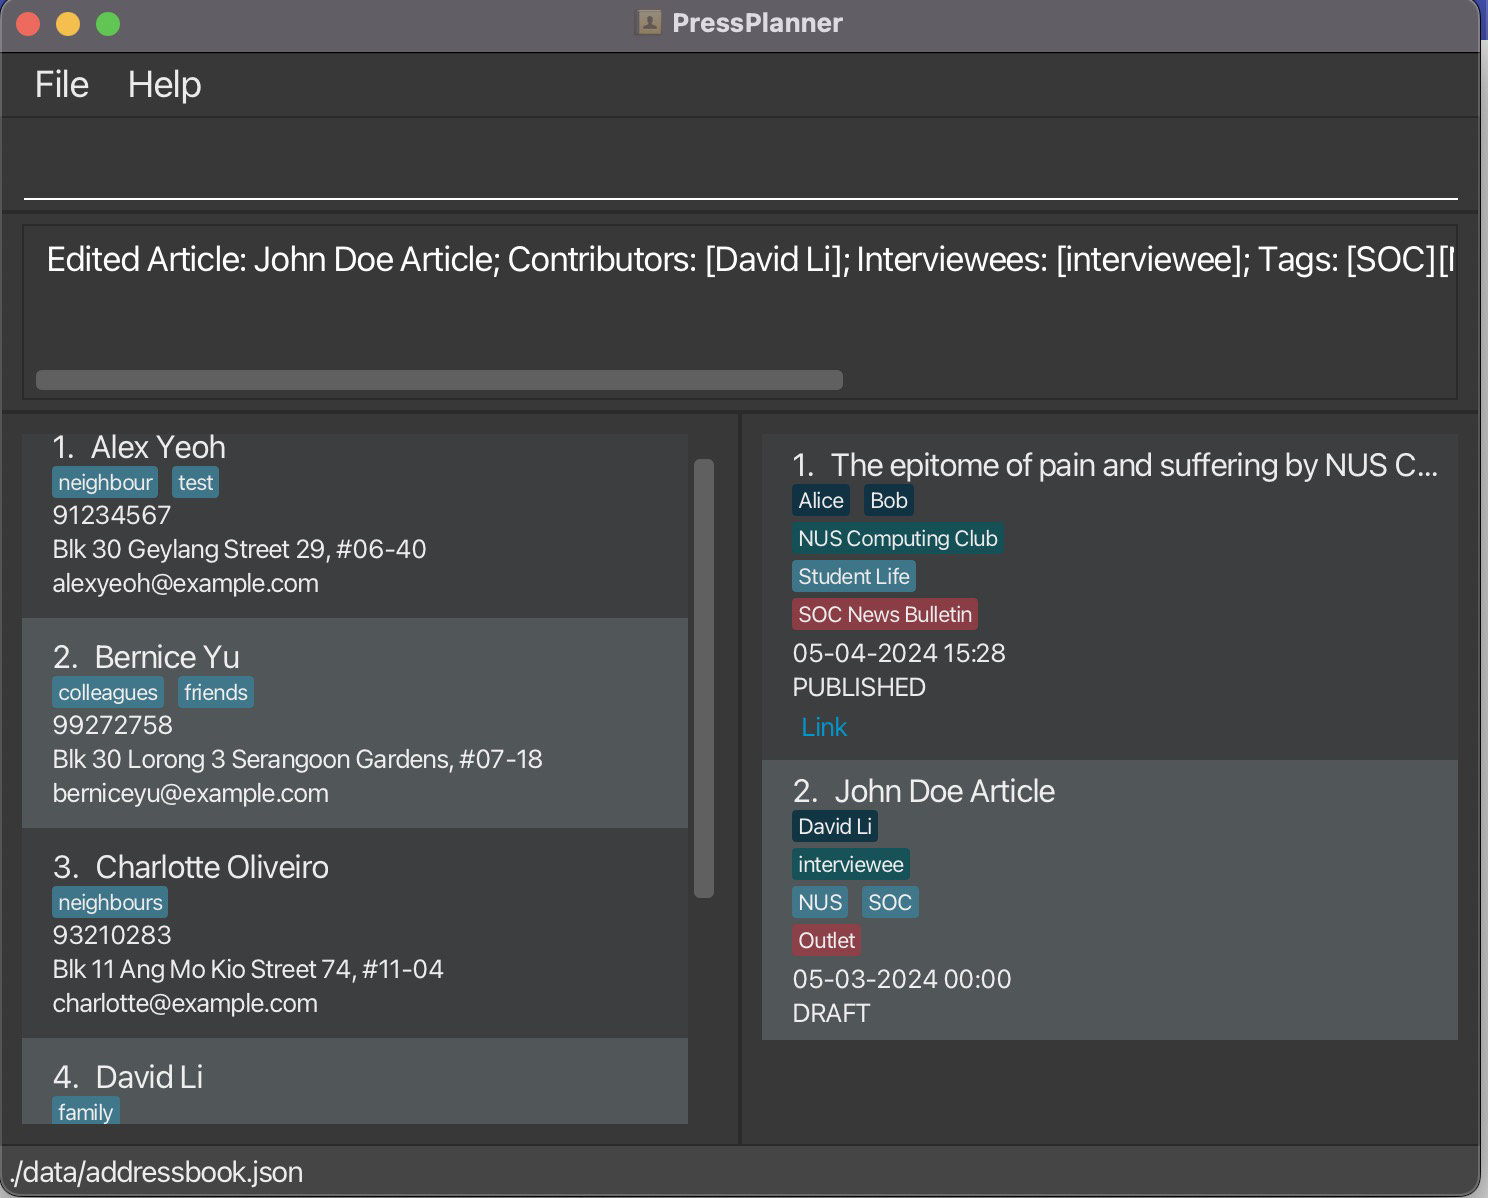 PressPlanner
File Help
Edited Article: John Doe Article; Contributors: [David Li]; Interviewees: [interviewee]; Tags: [SOC][
1. Alex Yeoh
neighbour test
91234567
Blk 30 Geylang Street 29, #06-40
alexyeoh@example.com
2. Bernice Yu
colleagues friends
99272758
Blk 30 Lorong 3 Serangoon Gardens, #07-18
berniceyu@example.com
3. Charlotte Oliveiro
neighbours
93210283
Blk 11 Ang Mo Kio Street 74, #11-04
charlotte@example.com
4. David Li
family
1. The epitome of pain and suffering by NUS C...
Alice Bob
NUS Computing Club
Student Life
SOC News Bulletin
05-04-2024 15:28
PUBLISHED
Link
2. John Doe Article
David Li
interviewee
NUS SOC
Outlet
05-03-2024 00:00
DRAFT
./data/addressbook.json